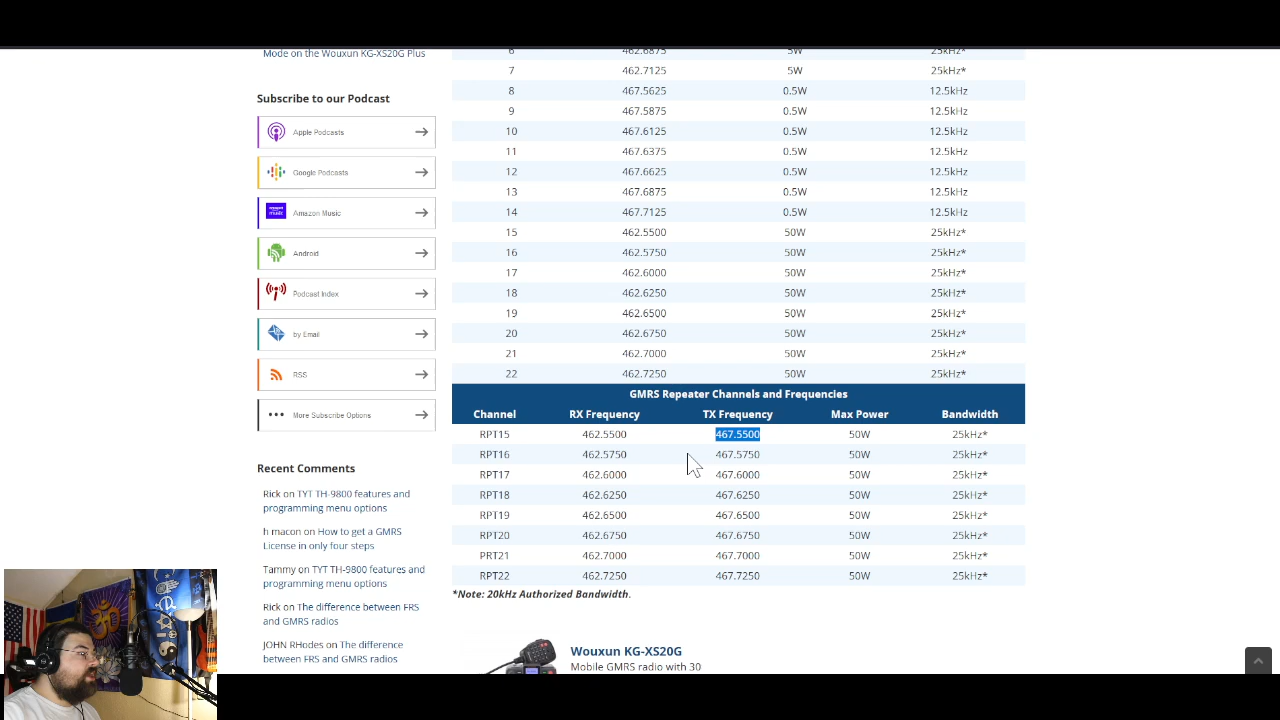 Mode on the Wouxun KG-XS20G Plus
Subscribe to our Podcast
Apple Podcasts
Google Podcasts
Amazon Music
Android
Podcast Index
by Email
RSS
More Subscribe Options
Recent Comments
Rick on TYT TH-9800 features and
programming menu options
h macon on How to get a GMRS
License in only four steps
Tammy on TYT TH-9800 features and
programming menu options
Rick on The difference between FRS
and GMRS radios
JOHN RHodes on The difference
between FRS and GMRS radios
6 462.6875 5W 25kHz*
7 462.7125 5W 25kHz*
8 467.5625 0.5W 12.5kHz
9 467.5875 0.5W 12.5kHz
10 467.6125 0.5W 12.5kHz
11 467.6375 0.5W 12.5kHz
12 467.6625 0.5W 12.5kHz
13 467.6875 0.5W 12.5kHz
14 467.7125 0.5W 12.5kHz
15 462.5500 50W 25kHz*
16 462.5750 50W 25kHz*
17 462.6000 50W 25kHz*
18 462.6250 50W 25kHz*
19 462.6500 50W 25kHz*
20 462.6750 50W 25kHz*
21 462.7000 50W 25kHz*
22 462.7250 50W 25kHz*
GMRS Repeater Channels and Frequencies
Channel RX Frequency TX Frequency Max Power Bandwidth
RPT15 462.5500 467.5500 50W 25kHz*
RPT16 462.5750 467.5750 50W 25kHz*
RPT17 462.6000 467.6000 50W 25kHz*
RPT18 462.6250 467.6250 50W 25kHz*
RPT19 462.6500 467.6500 50W 25kHz*
RPT20 462.6750 467.6750 50W 25kHz*
PRT21 462.7000 467.7000 50W 25kHz*
RPT22 462.7250 467.7250 50W 25kHz*
*Note: 20kHz Authorized Bandwidth.
Wouxun KG-XS20G
Mobile GMRS radio with 30